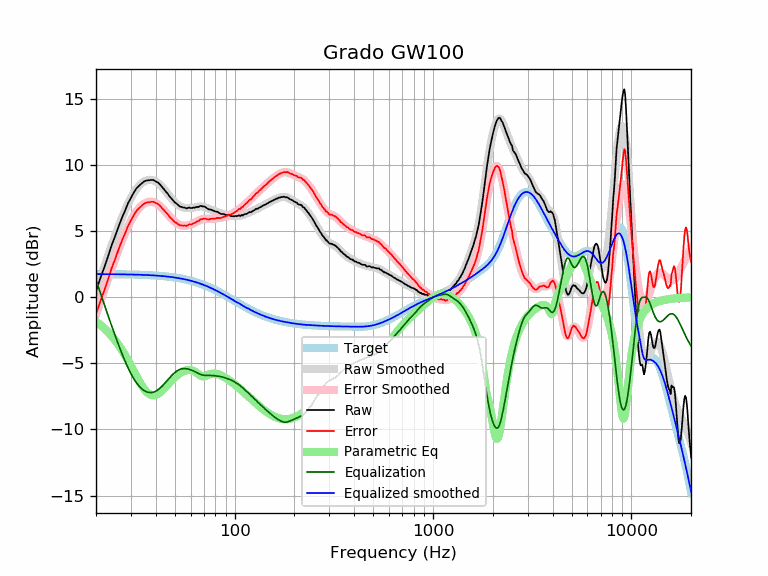 Grado GW100
Amplitude (dBr)
15
10
5
0
−5
−10
−15
Target
Raw Smoothed
Error Smoothed
Raw
Error
Parametric Eq
Equalization
Equalized smoothed
100
1000
10000
Frequency (Hz)